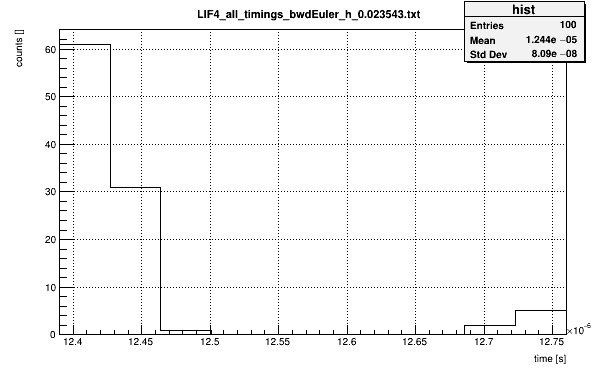 LIF4_all_timings_bwdEuler_h_0.023543.txt
hist
Entries 100
Mean 1.244e −05
Std Dev 8.09e −08
counts []
60
50
40
30
20
10
0
12.4 12.45 12.5 12.55 12.6 12.65 12.7 12.75
×10⁻⁶
time [s]